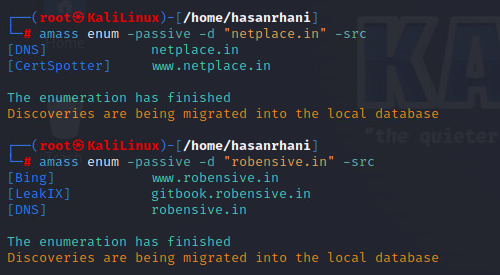 ┌──(root㉿KaliLinux)-[/home/hasanrhani]
└─# amass enum -passive -d "netplace.in" -src
[DNS]             netplace.in
[CertSpotter]     www.netplace.in

The enumeration has finished
Discoveries are being migrated into the local database

┌──(root㉿KaliLinux)-[/home/hasanrhani]
└─# amass enum -passive -d "robensive.in" -src
[Bing]            www.robensive.in
[LeakIX]          gitbook.robensive.in
[DNS]             robensive.in

The enumeration has finished
Discoveries are being migrated into the local database
KA
"the quieter